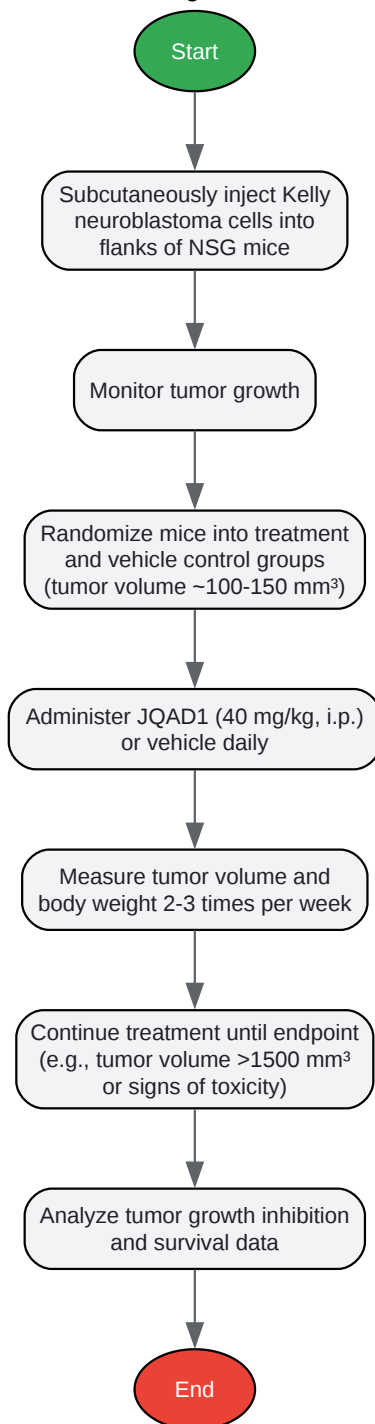 Start
Subcutaneously inject Kelly
neuroblastoma cells into
flanks of NSG mice
Monitor tumor growth
Randomize mice into treatment
and vehicle control groups
(tumor volume ~100-150 mm³)
Administer JQAD1 (40 mg/kg, i.p.)
or vehicle daily
Measure tumor volume and
body weight 2-3 times per week
Continue treatment until endpoint
(e.g., tumor volume >1500 mm³
or signs of toxicity)
Analyze tumor growth inhibition
and survival data
End